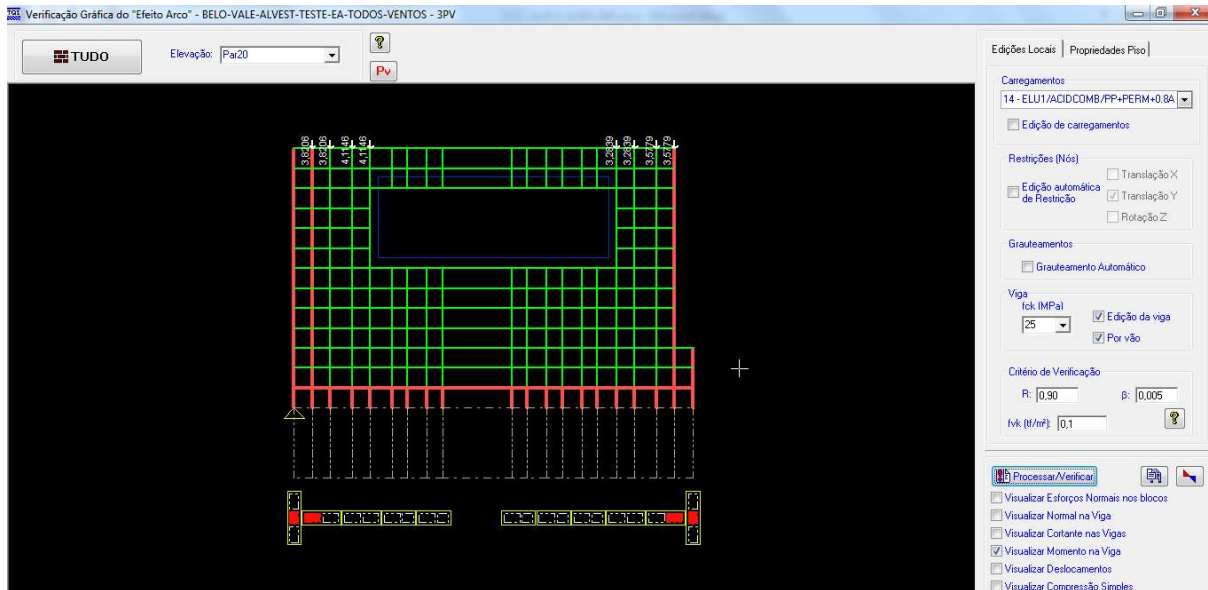 Verificação Gráfica do "Efeito Arco" - BELO-VALE-ALVEST-TESTE-EA-TODOS-VENTOS - 3PV
TUDO
Elevação: Par20
?
Pv
Edições Locais
Propriedades Piso
Carregamentos
14 - ELU1/ACIDCOMB/PP+PERM+0.8A
Edição de carregamentos
Restrições (Nós)
Edição automática de Restrição
Translação X
Translação Y
Rotação Z
Grauteamentos
Grauteamento Automático
Viga
fck (MPa)
25
Edição da viga
Por vão
Critério de Verificação
R: 0,90
β: 0,005
fvk (tf/m²): 0,1
?
Processar/Verificar
Visualizar Esforços Normais nos blocos
Visualizar Normal na Viga
Visualizar Cortante nas Vigas
Visualizar Momento na Viga
Visualizar Deslocamentos
Visualizar Compressão Simples
3,8206
3,8206
4,1146
4,1146
3,2639
3,2639
3,5779
3,5779